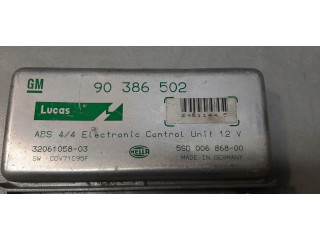 GM
90 386 502
Lucas
ABS 4/4 Electronic Control Unit 12 V
32061058-03
HELLA
5SD 006 868-00
MADE IN GERMANY